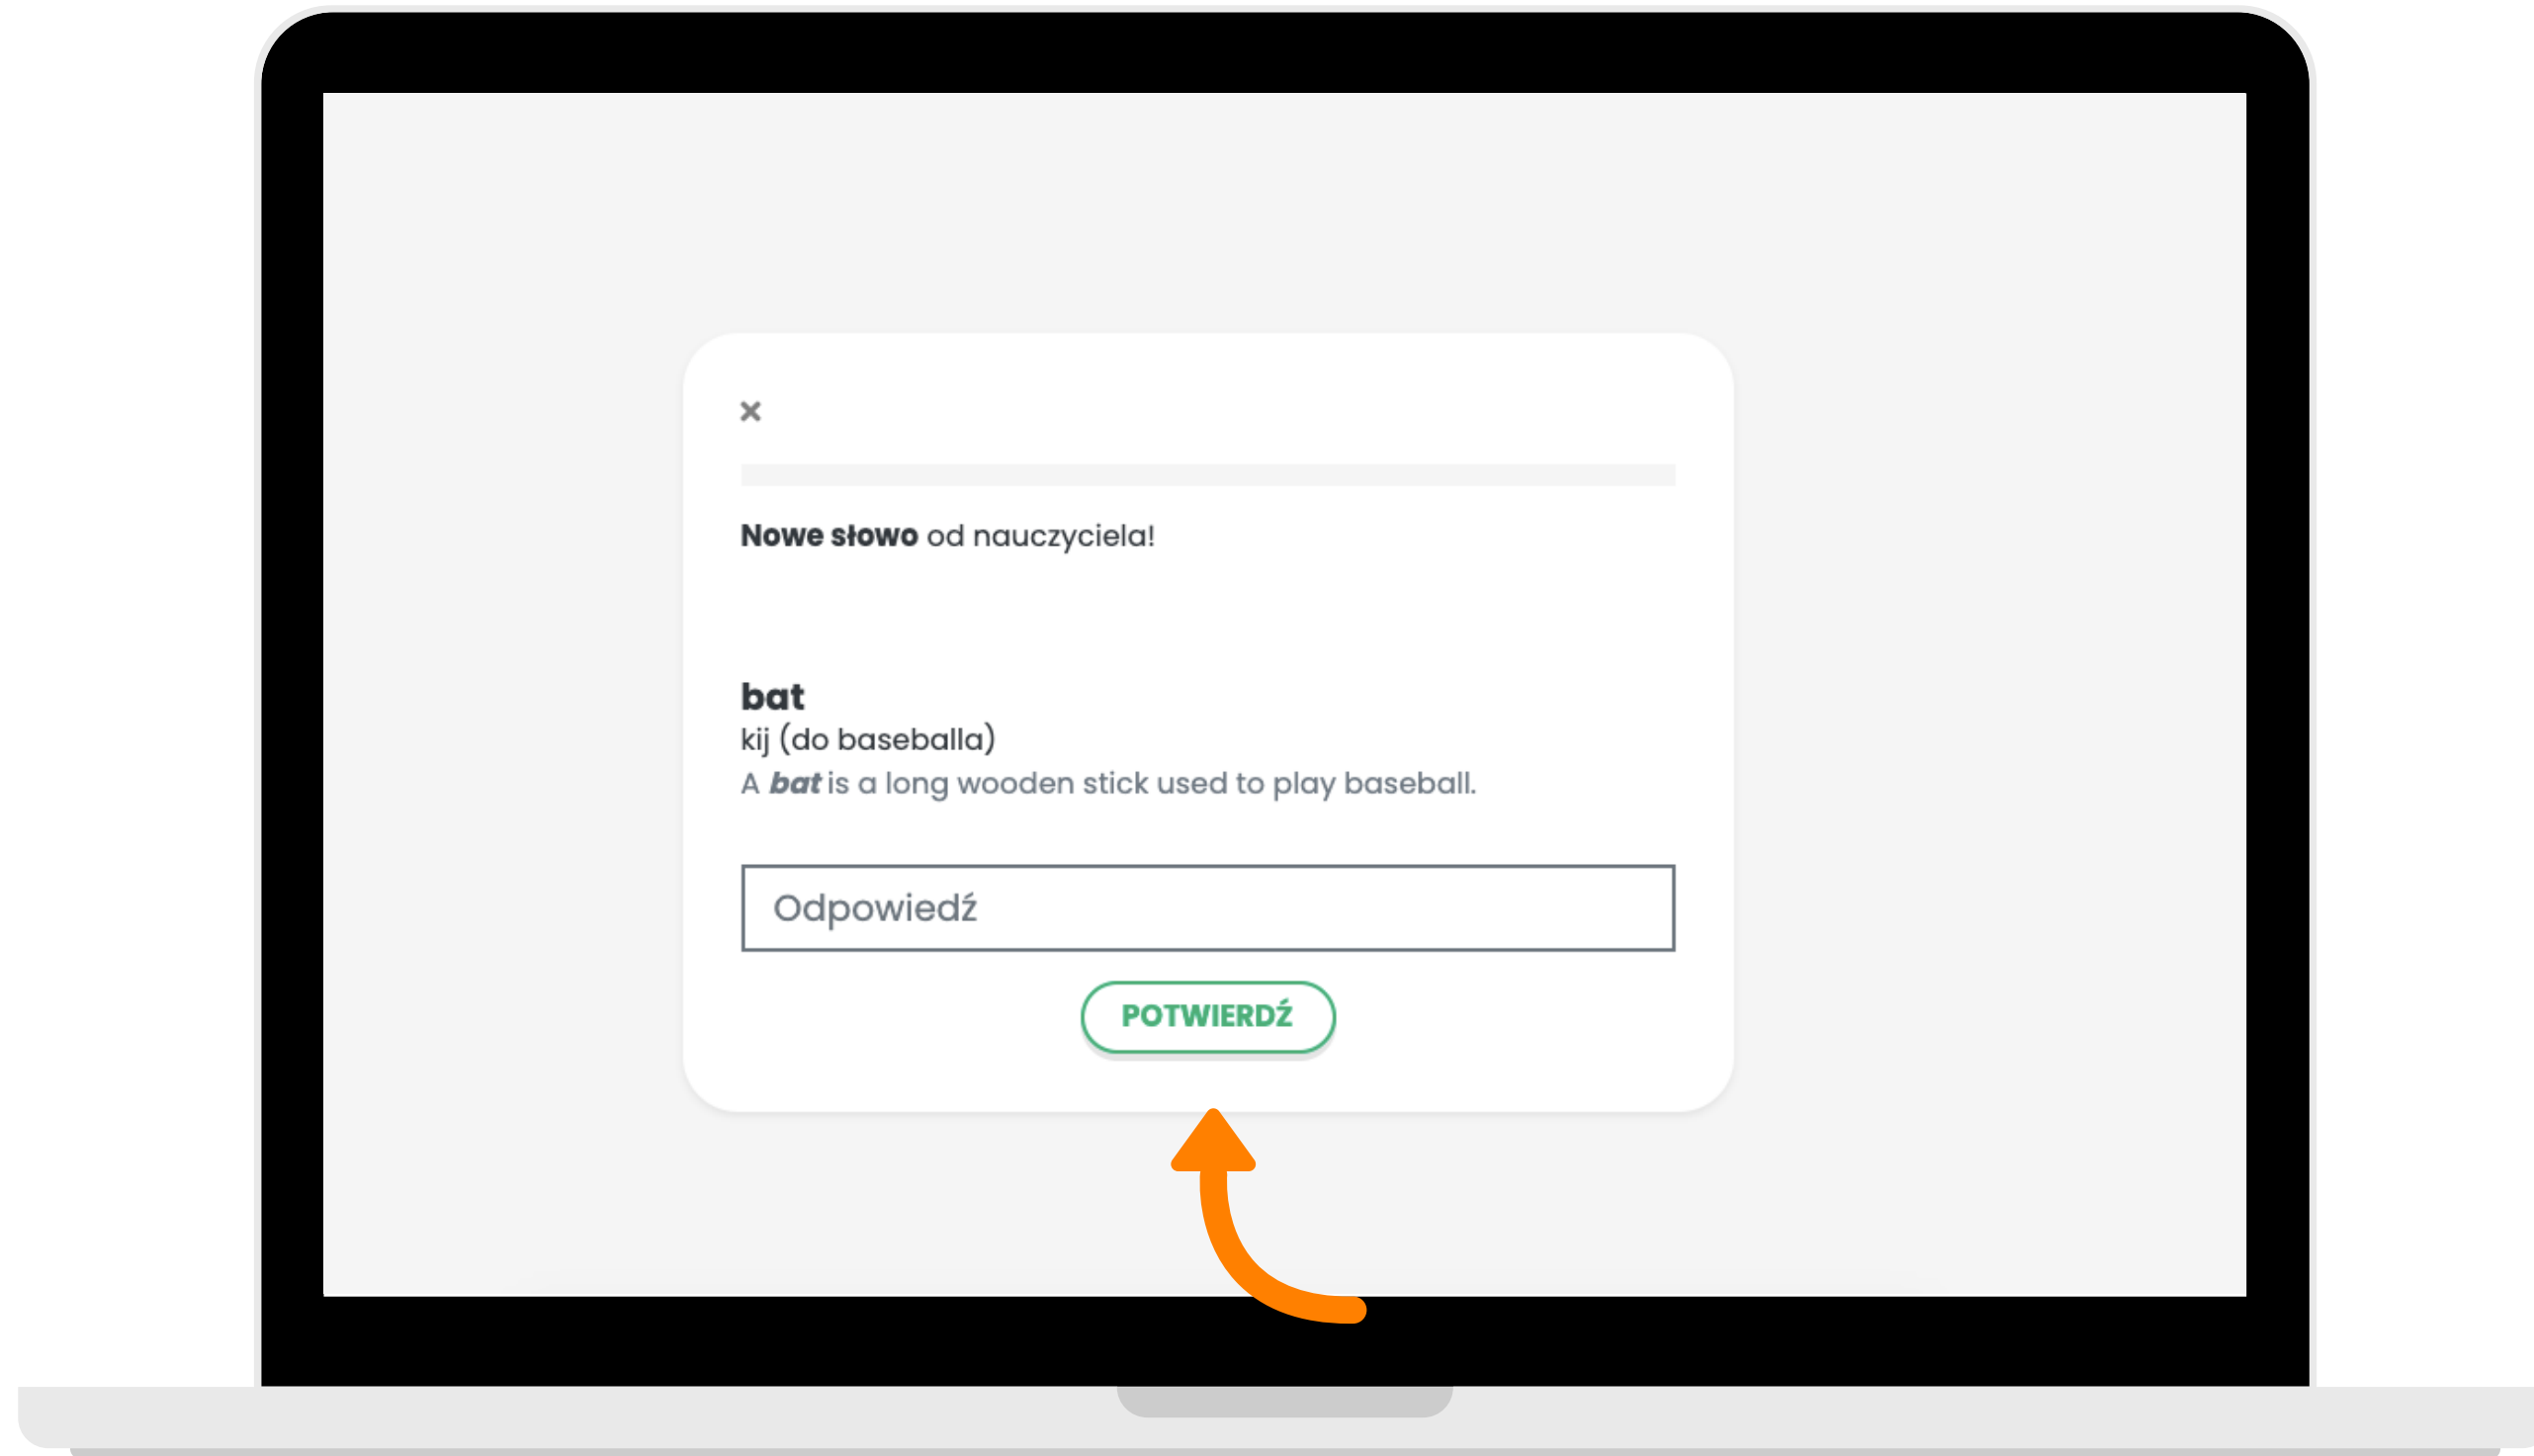 Nowe słowo od nauczyciela!
bat
kij (do baseballa)
A bat is a long wooden stick used to play baseball.
Odpowiedź
POTWIERDŹ